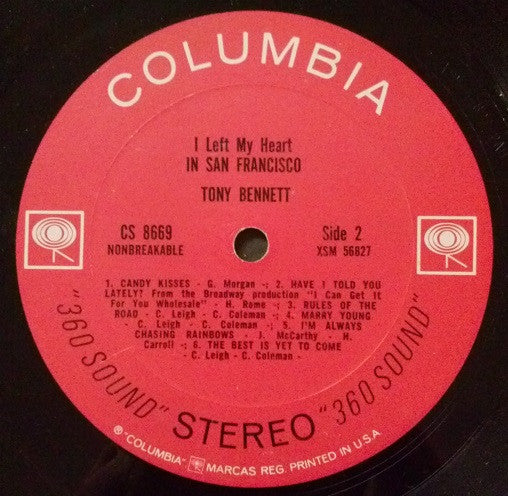 COLUMBIA
I Left My Heart
IN SAN FRANCISCO
TONY BENNETT
CS 8669
NONBREAKABLE
Side 2
XSM 56827
1. CANDY KISSES - G. Morgan -: 2. HAVE I TOLD YOU
LATELY? From the Broadway production "I Can Get It
For You Wholesale" - H. Rome -: 3. RULES OF THE
ROAD - C. Leigh - C. Coleman -: 4. MARRY YOUNG
- C. Leigh - C. Coleman -: 5. I'M ALWAYS
CHASING RAINBOWS - J. McCarthy - H.
Carroll -: 6. THE BEST IS YET TO COME
- C. Leigh - C. Coleman -
"360 SOUND" STEREO "360 SOUND"
® "COLUMBIA" MARCAS REG. PRINTED IN U.S.A.